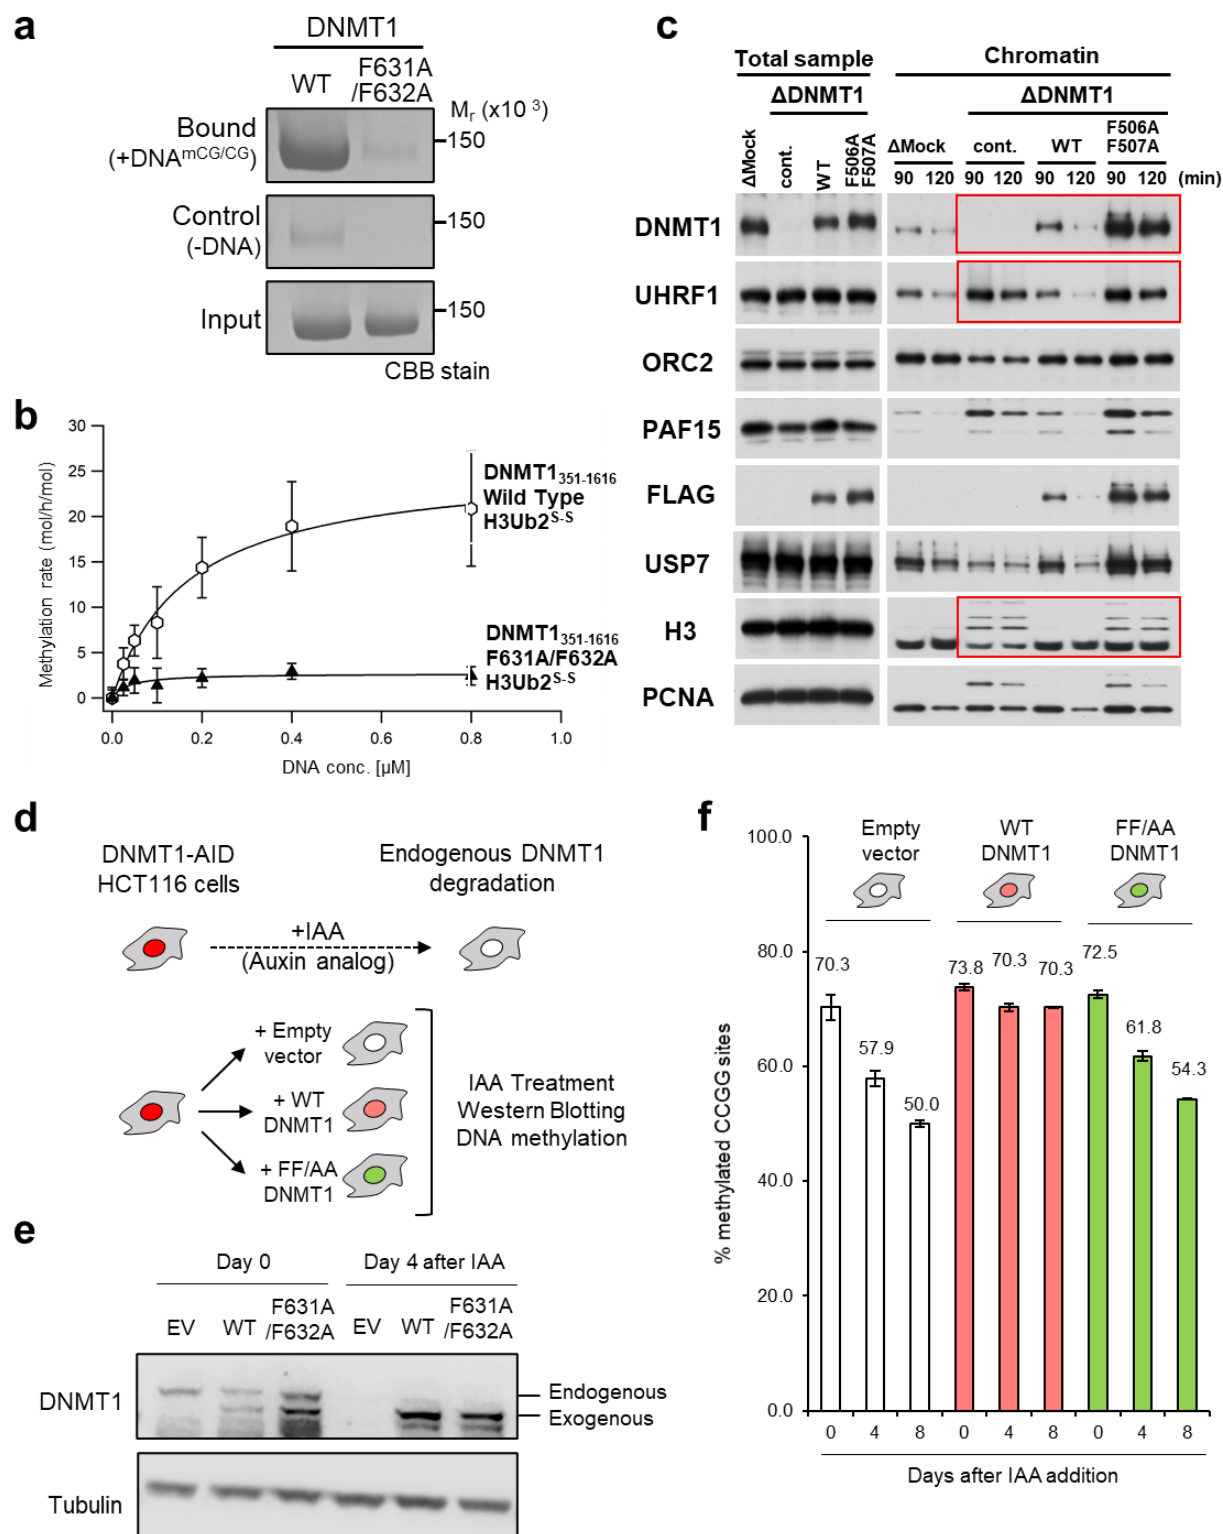 a
DNMT1
WT
F631A
/F632A
Mr (x10 3)
Bound
(+DNAmCG/CG)
150
Control
(-DNA)
150
Input
150
CBB stain
b
30
25
20
15
10
5
0
Methylation rate (mol/h/mol)
DNMT1351-1616
Wild Type
H3Ub2S-S
DNMT1351-1616
F631A/F632A
H3Ub2S-S
0.0 0.2 0.4 0.6 0.8 1.0
DNA conc. [µM]
c
Total sample
Chromatin
ΔDNMT1
ΔDNMT1
ΔMock
cont.
WT
F506A
F507A
ΔMock
cont.
WT
F506A
F507A
90 120 90 120 90 120 90 120 (min)
DNMT1
UHRF1
ORC2
PAF15
FLAG
USP7
H3
PCNA
d
DNMT1-AID
HCT116 cells
Endogenous DNMT1
degradation
+IAA
(Auxin analog)
+ Empty
vector
+ WT
DNMT1
+ FF/AA
DNMT1
IAA Treatment
Western Blotting
DNA methylation
e
Day 0
Day 4 after IAA
EV
WT
F631A
/F632A
EV
WT
F631A
/F632A
DNMT1
Endogenous
Exogenous
Tubulin
f
Empty
vector
WT
DNMT1
FF/AA
DNMT1
100.0
80.0
60.0
40.0
20.0
0.0
% methylated CCGG sites
70.3
57.9
50.0
73.8
70.3
70.3
72.5
61.8
54.3
0 4 8 0 4 8 0 4 8
Days after IAA addition